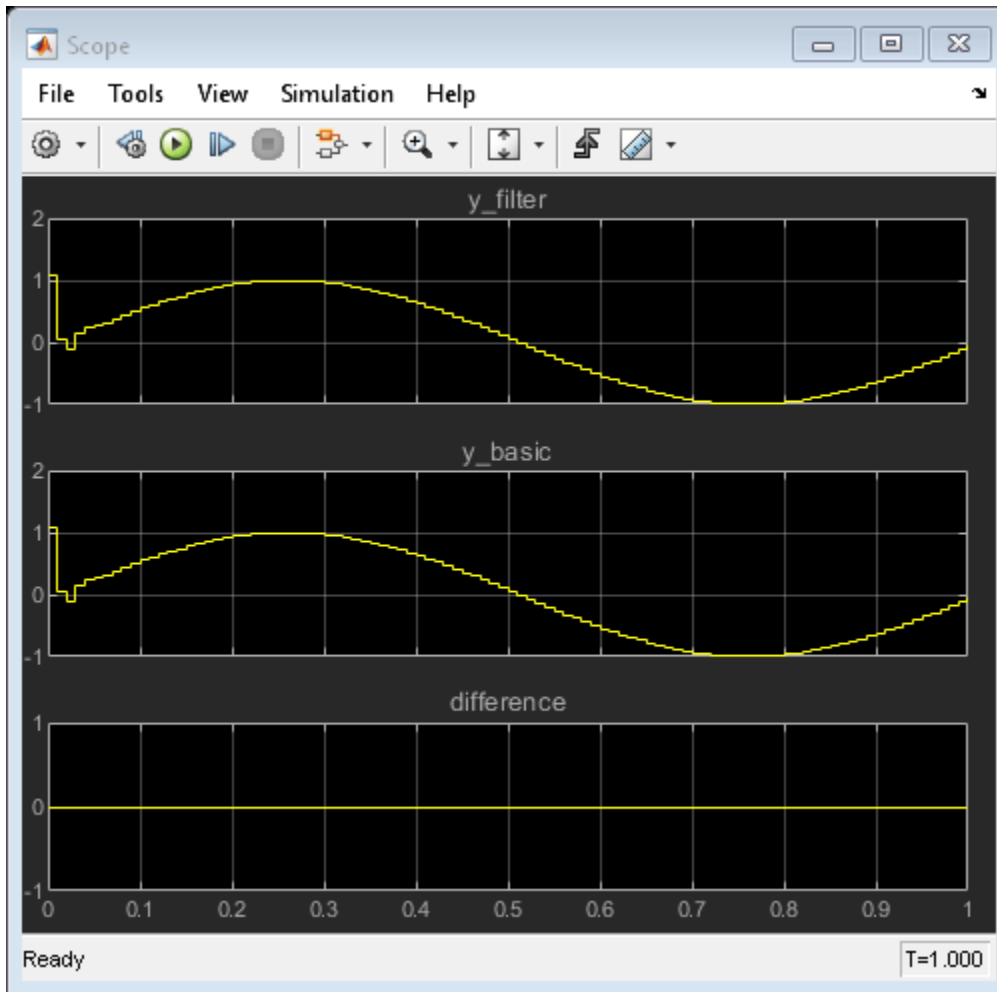 Scope
File Tools View Simulation Help
y_filter
2
1
0
-1
y_basic
2
1
0
-1
difference
1
0
-1
0 0.1 0.2 0.3 0.4 0.5 0.6 0.7 0.8 0.9 1
Ready T=1.000